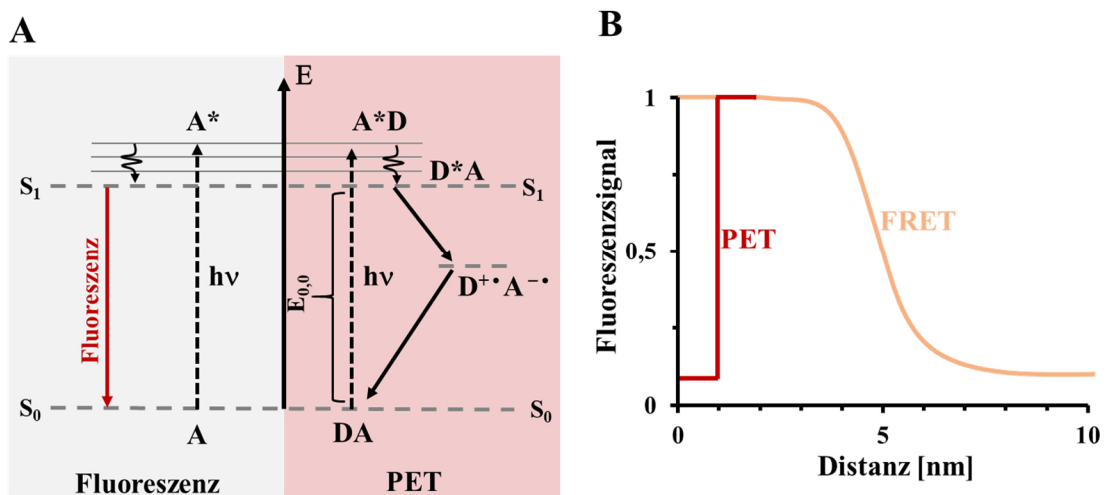 A
E
A*
A*D
D*A
S1
S1
Fluoreszenz
hν
E0,0
hν
D+•A−•
S0
S0
A
DA
Fluoreszenz
PET
B
Fluoreszenzsignal
1
0,5
0
PET
FRET
0
5
10
Distanz [nm]